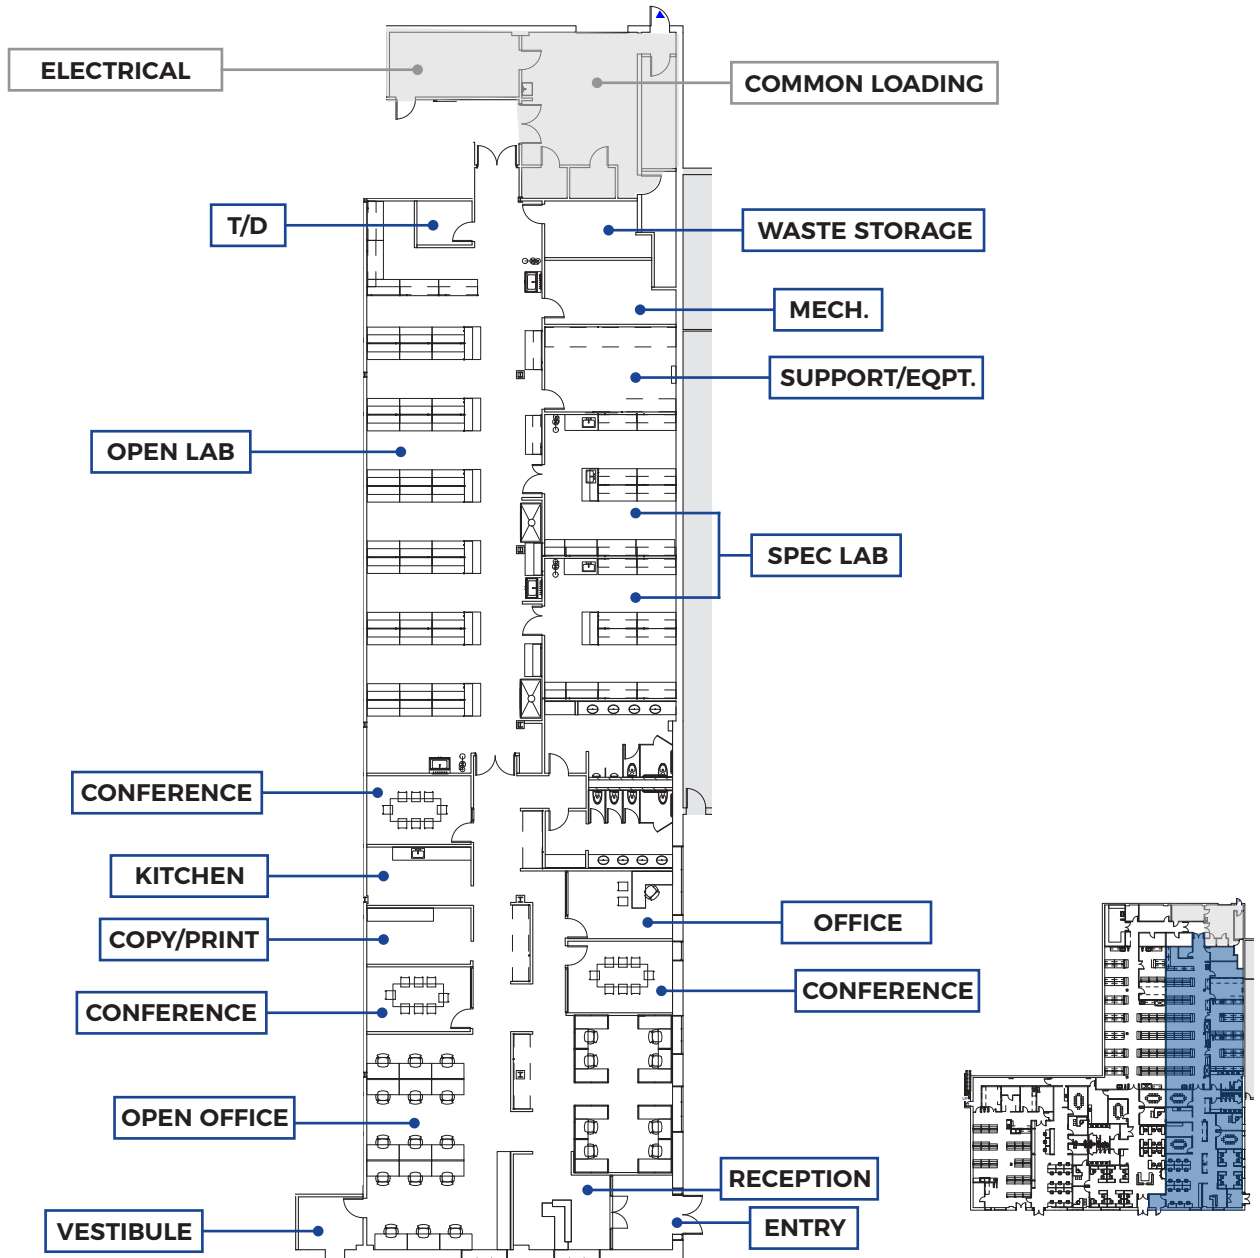 ELECTRICAL
COMMON LOADING
T/D
WASTE STORAGE
MECH.
SUPPORT/EQPT.
OPEN LAB
SPEC LAB
CONFERENCE
KITCHEN
OFFICE
COPY/PRINT
CONFERENCE
CONFERENCE
OPEN OFFICE
RECEPTION
ENTRY
VESTIBULE